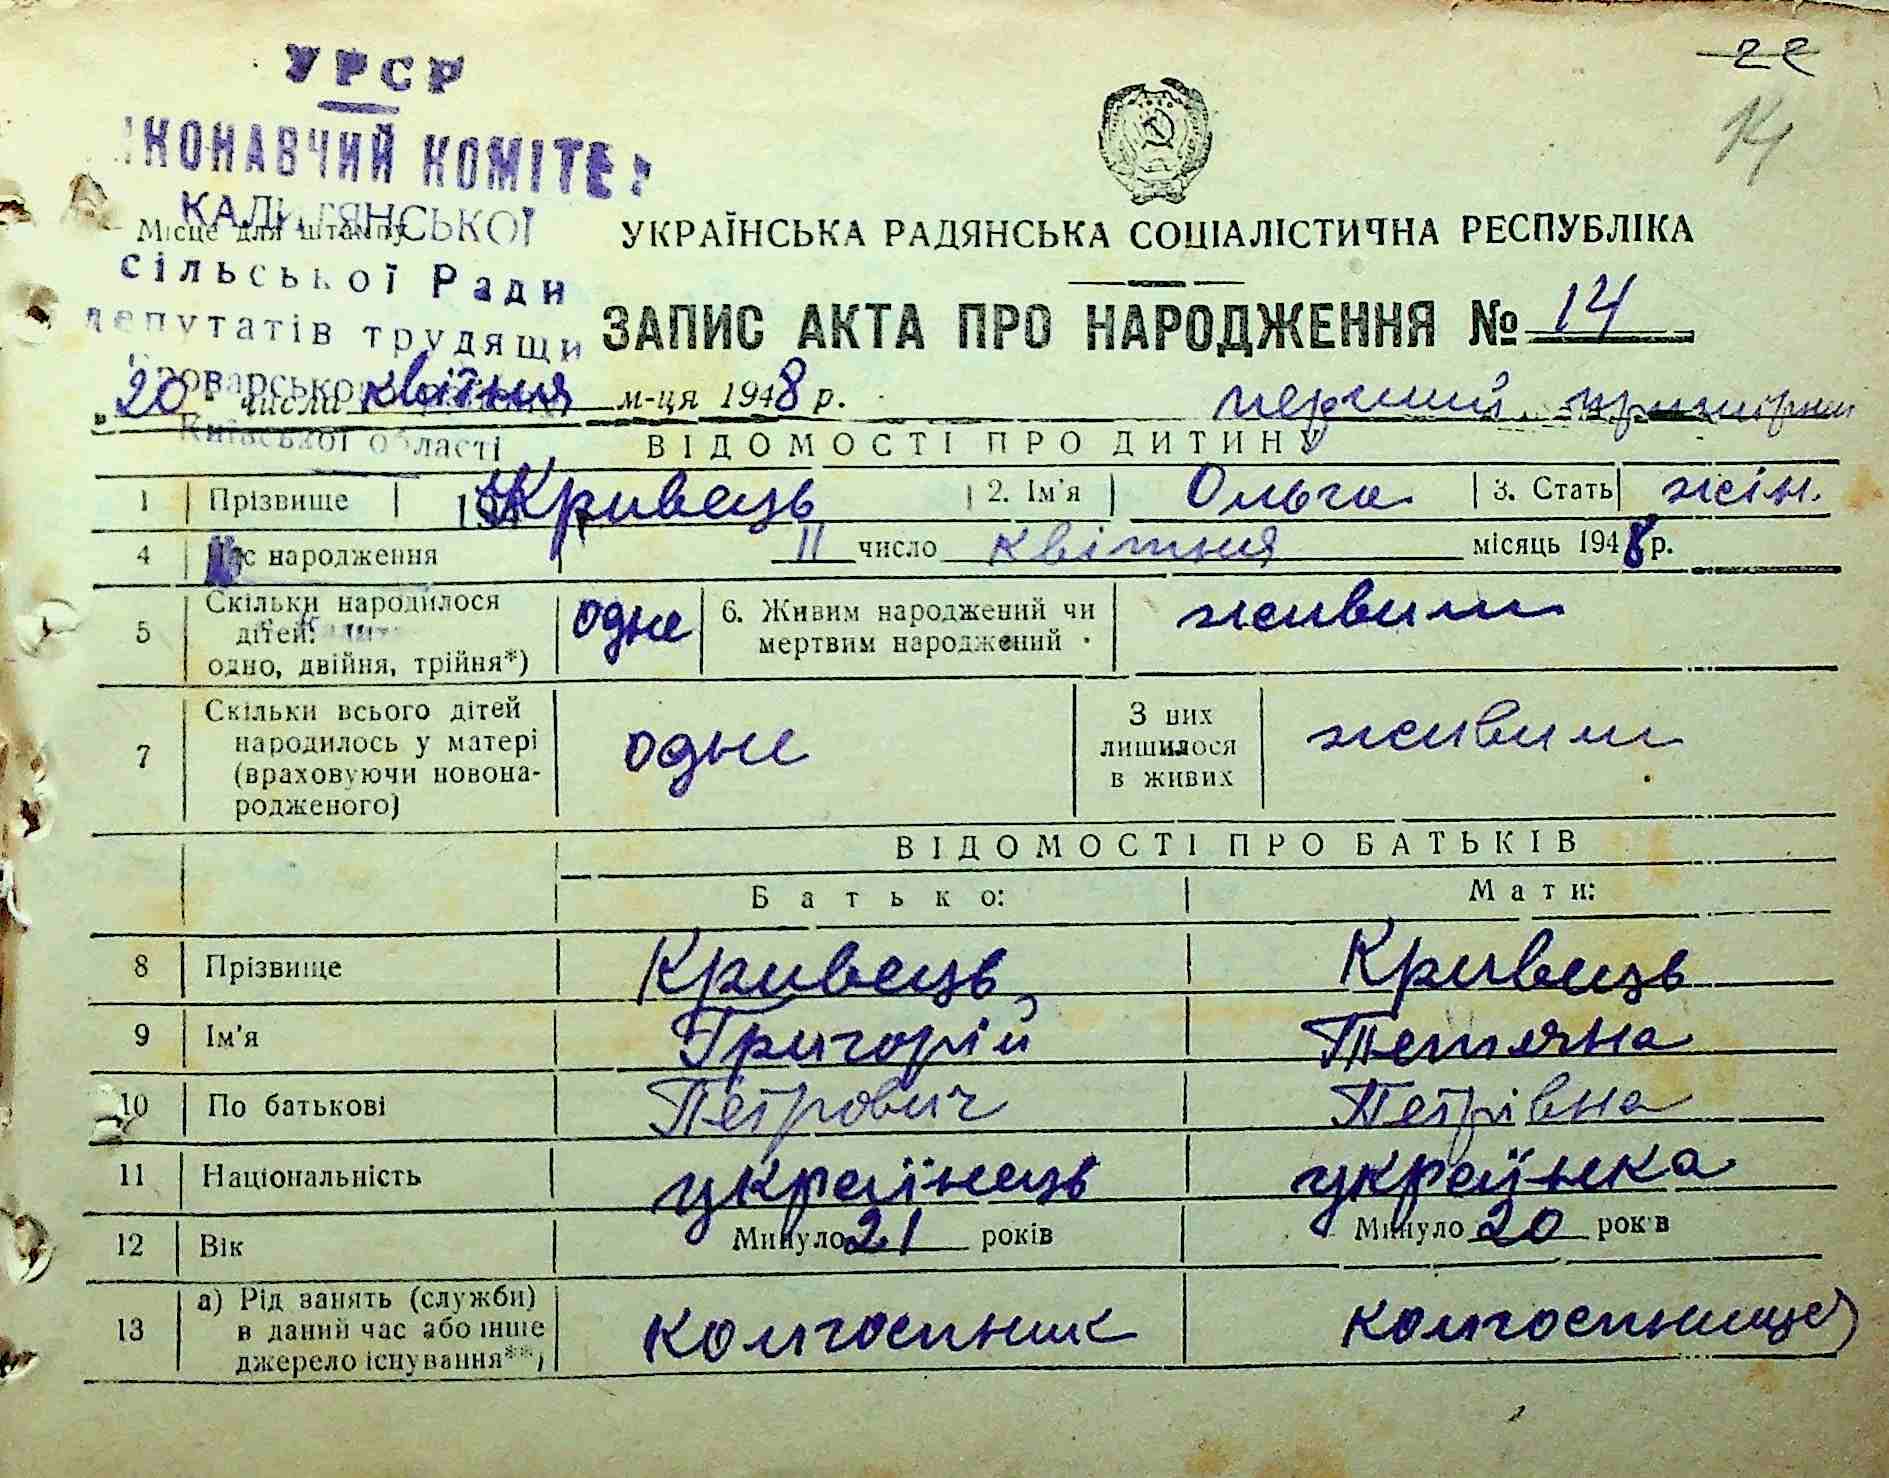 УРСР
КОНАВЧИЙ КОМІТЕ
сільської Ради
депутатів трудящи
Київської області
22
14
Місце для штампу
УКРАЇНСЬКА РАДЯНСЬКА СОЦІАЛІСТИЧНА РЕСПУБЛІКА
ЗАПИС АКТА ПРО НАРОДЖЕННЯ № 14
„20" числа квітня м-ця 1948 р. перший примірник
ВІДОМОСТІ ПРО ДИТИНУ
1 Прізвище Кривець 2. Ім'я Ольга 3. Стать жін.
4 Час народження 11 число квітня місяць 1948 р.
5 Скільки народилося дітей: одно, двійня, трійня*) одне 6. Живим народжений чи мертвим народжений живим
7 Скільки всього дітей народилось у матері (враховуючи новонародженого) одне З них лишилося в живих живим
ВІДОМОСТІ ПРО БАТЬКІВ
Батько: Мати:
8 Прізвище Кривець Кривець
9 Ім'я Григорій Тетяна
10 По батькові Петрович Петрівна
11 Національність українець українка
12 Вік Минуло 21 років Минуло 20 років
13 а) Рід занять (служби) в даний час або інше джерело існування**) колгоспник колгоспниця